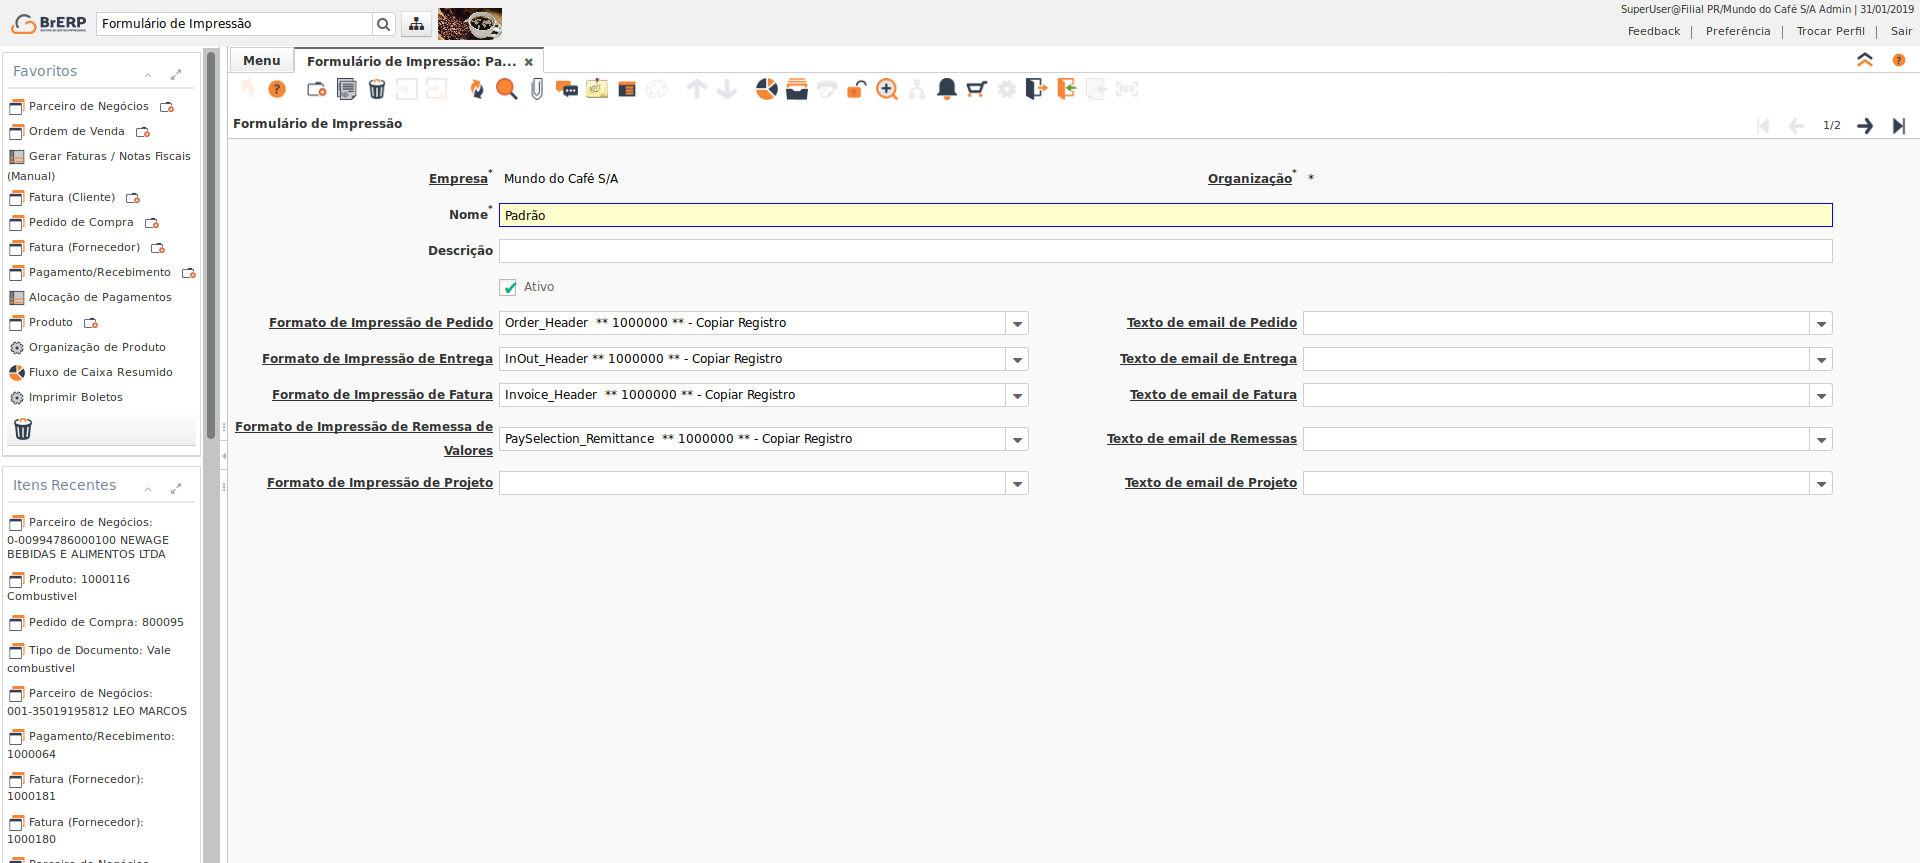 BrERP
Formulário de Impressão
SuperUser@Filial PR/Mundo do Café S/A Admin | 31/01/2019
Feedback | Preferência | Trocar Perfil | Sair
Favoritos
Parceiro de Negócios
Ordem de Venda
Gerar Faturas / Notas Fiscais
(Manual)
Fatura (Cliente)
Pedido de Compra
Fatura (Fornecedor)
Pagamento/Recebimento
Alocação de Pagamentos
Produto
Organização de Produto
Fluxo de Caixa Resumido
Imprimir Boletos
Itens Recentes
Parceiro de Negócios:
0-00994786000100 NEWAGE
BEBIDAS E ALIMENTOS LTDA
Produto: 1000116
Combustivel
Pedido de Compra: 800095
Tipo de Documento: Vale
combustivel
Parceiro de Negócios:
001-35019195812 LEO MARCOS
Pagamento/Recebimento:
1000064
Fatura (Fornecedor):
1000181
Fatura (Fornecedor):
1000180
Parceiro de Negócios
Menu
Formulário de Impressão: Pa...
Formulário de Impressão
1/2
Empresa* Mundo do Café S/A
Organização* *
Nome* Padrão
Descrição
Ativo
Formato de Impressão de Pedido Order_Header ** 1000000 ** - Copiar Registro
Texto de email de Pedido
Formato de Impressão de Entrega InOut_Header ** 1000000 ** - Copiar Registro
Texto de email de Entrega
Formato de Impressão de Fatura Invoice_Header ** 1000000 ** - Copiar Registro
Texto de email de Fatura
Formato de Impressão de Remessa de
Valores PaySelection_Remittance ** 1000000 ** - Copiar Registro
Texto de email de Remessas
Formato de Impressão de Projeto
Texto de email de Projeto